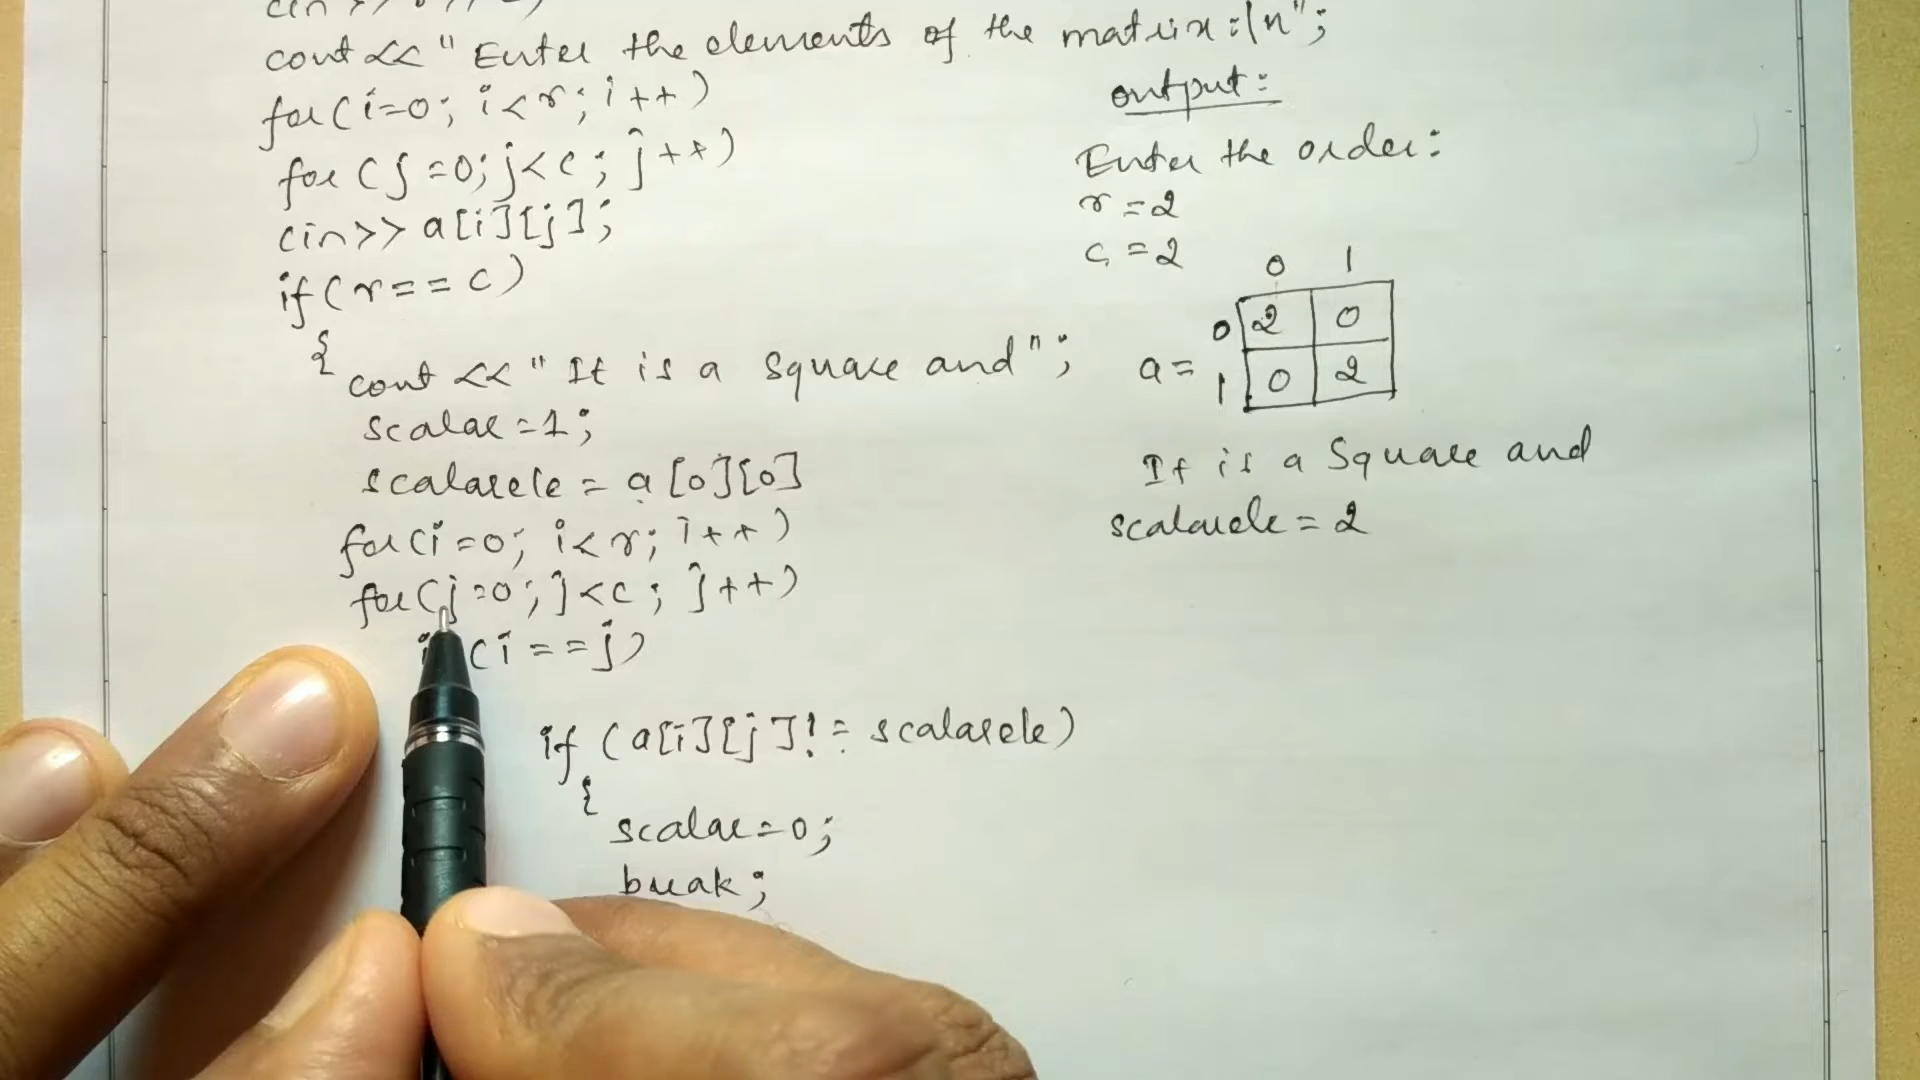 cout << "Enter the elements of the matrix:\n";
for(i=0; i<r; i++)
for(j=0; j<c; j++)
cin>> a[i][j];
if(r==c)
{
cout << "It is a square and";
scalar=1;
scalarele = a[0][0]
for(i=0; i<r; i++)
for(j=0; j<c; j++)
(i==j)
if (a[i][j]!= scalarele)
{
scalar=0;
break;
output:
Enter the order:
r=2
c=2
0 1
0 2 0
a=
1 0 2
It is a Square and
scalarele = 2